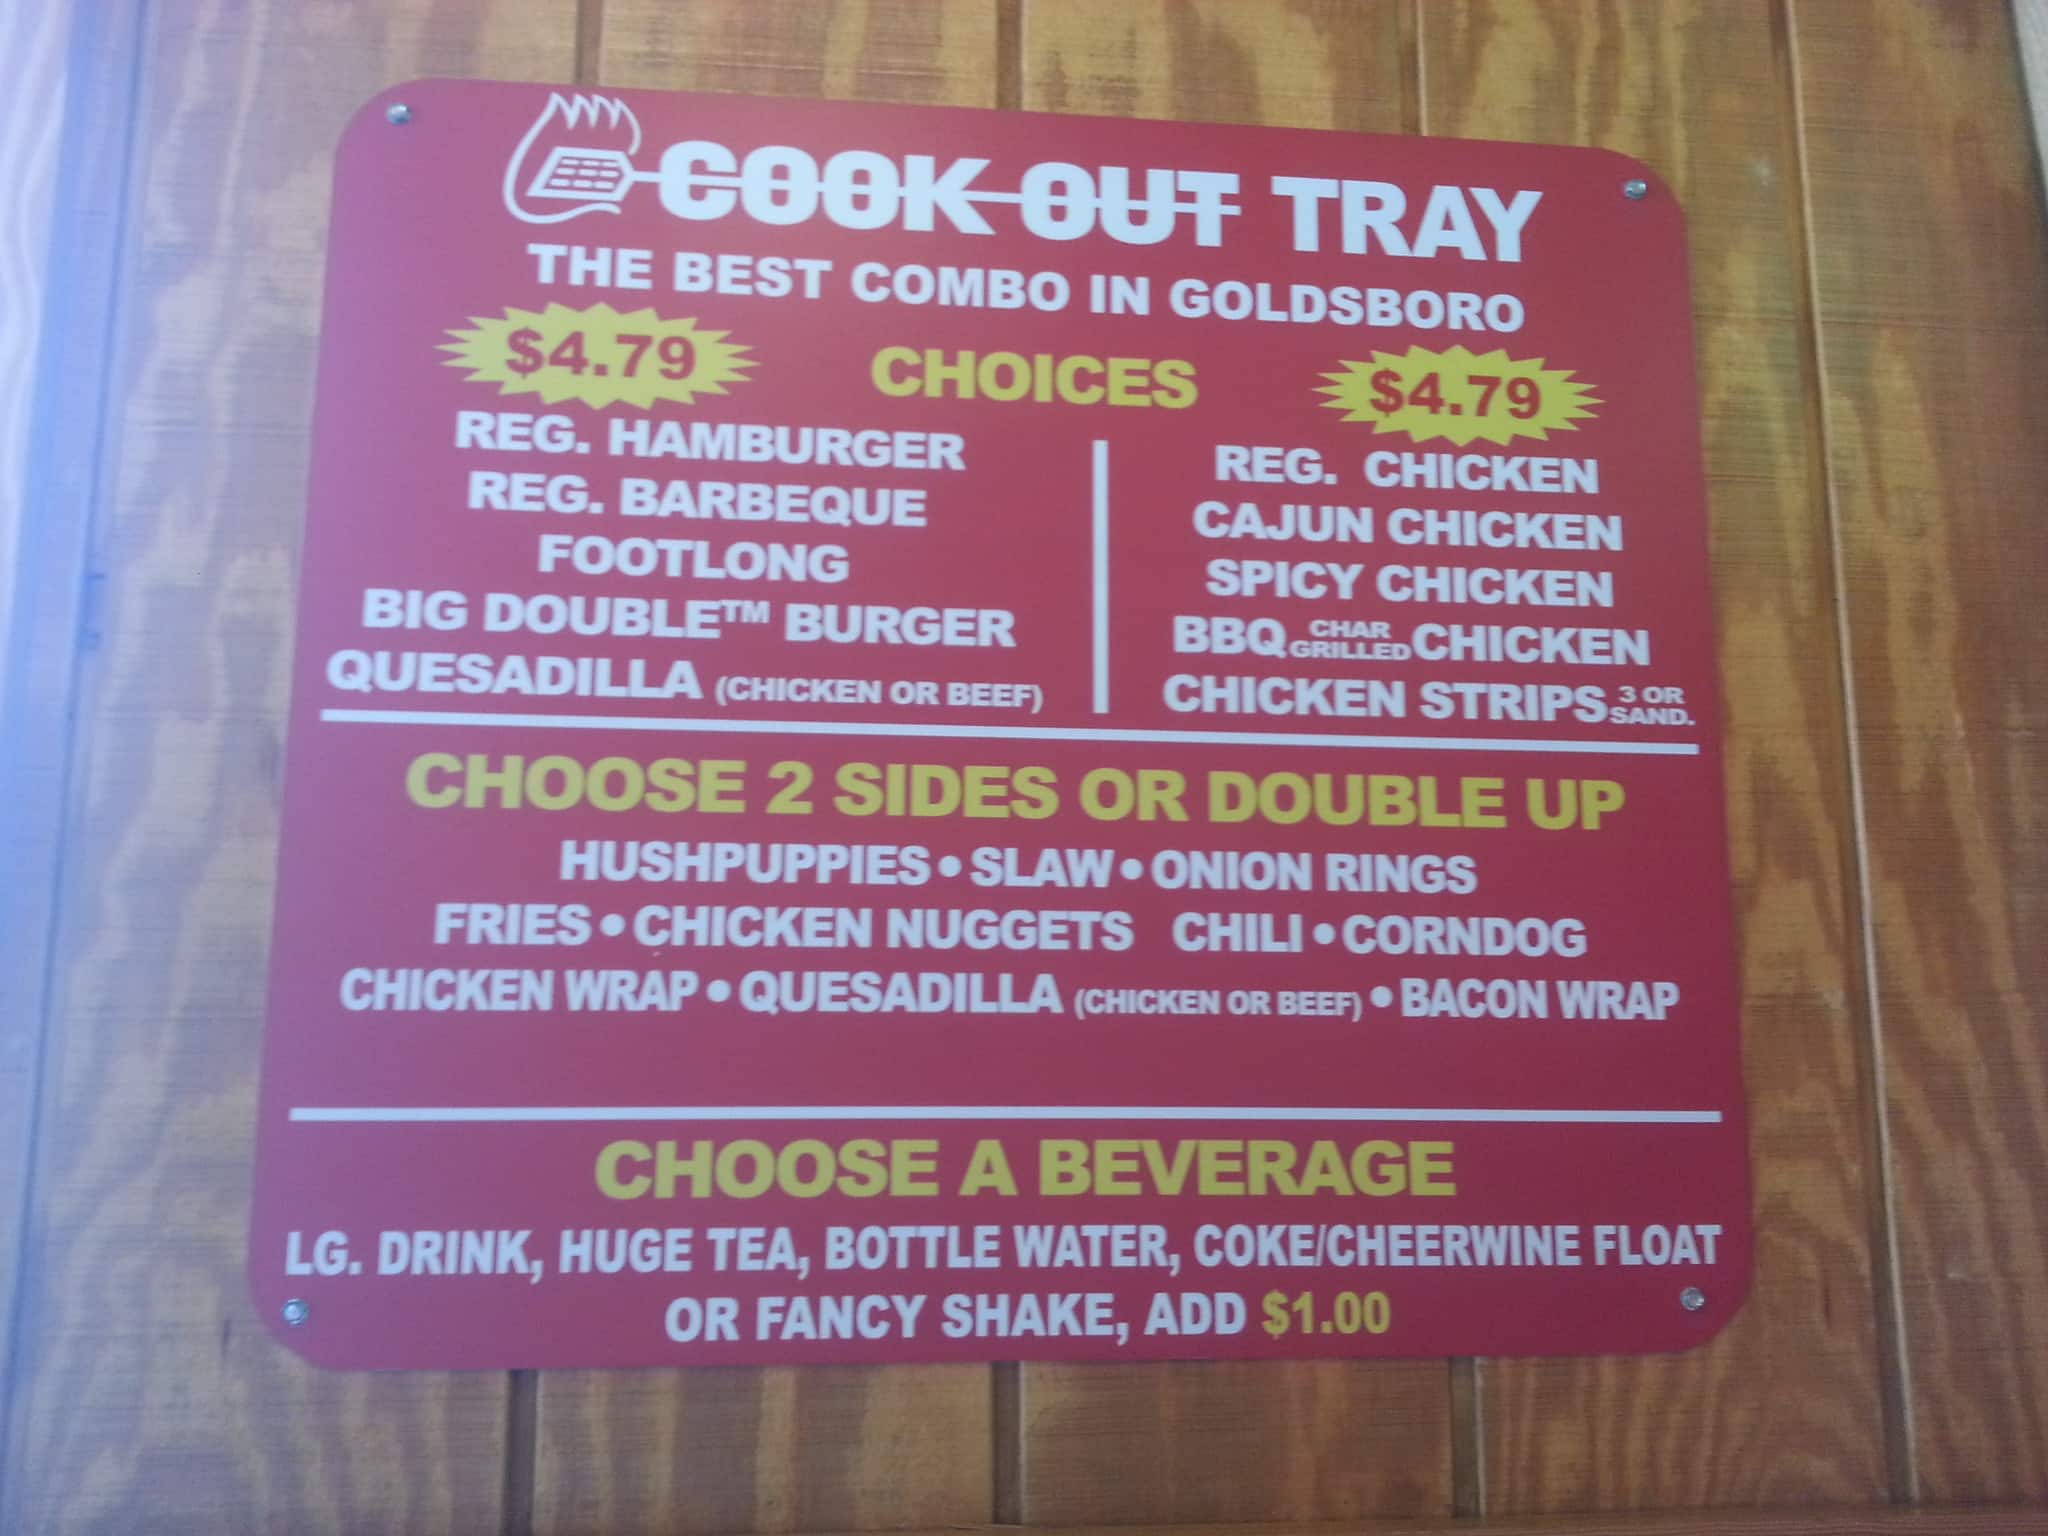 COOK OUT TRAY
THE BEST COMBO IN GOLDSBORO
$4.79 CHOICES $4.79
REG. HAMBURGER
REG. BARBEQUE
FOOTLONG
BIG DOUBLE™ BURGER
QUESADILLA (CHICKEN OR BEEF)
REG. CHICKEN
CAJUN CHICKEN
SPICY CHICKEN
BBQ CHAR GRILLED CHICKEN
CHICKEN STRIPS 3 OR SAND.
CHOOSE 2 SIDES OR DOUBLE UP
HUSHPUPPIES • SLAW • ONION RINGS
FRIES • CHICKEN NUGGETS CHILI • CORNDOG
CHICKEN WRAP • QUESADILLA (CHICKEN OR BEEF) • BACON WRAP
CHOOSE A BEVERAGE
LG. DRINK, HUGE TEA, BOTTLE WATER, COKE/CHEERWINE FLOAT
OR FANCY SHAKE, ADD $1.00